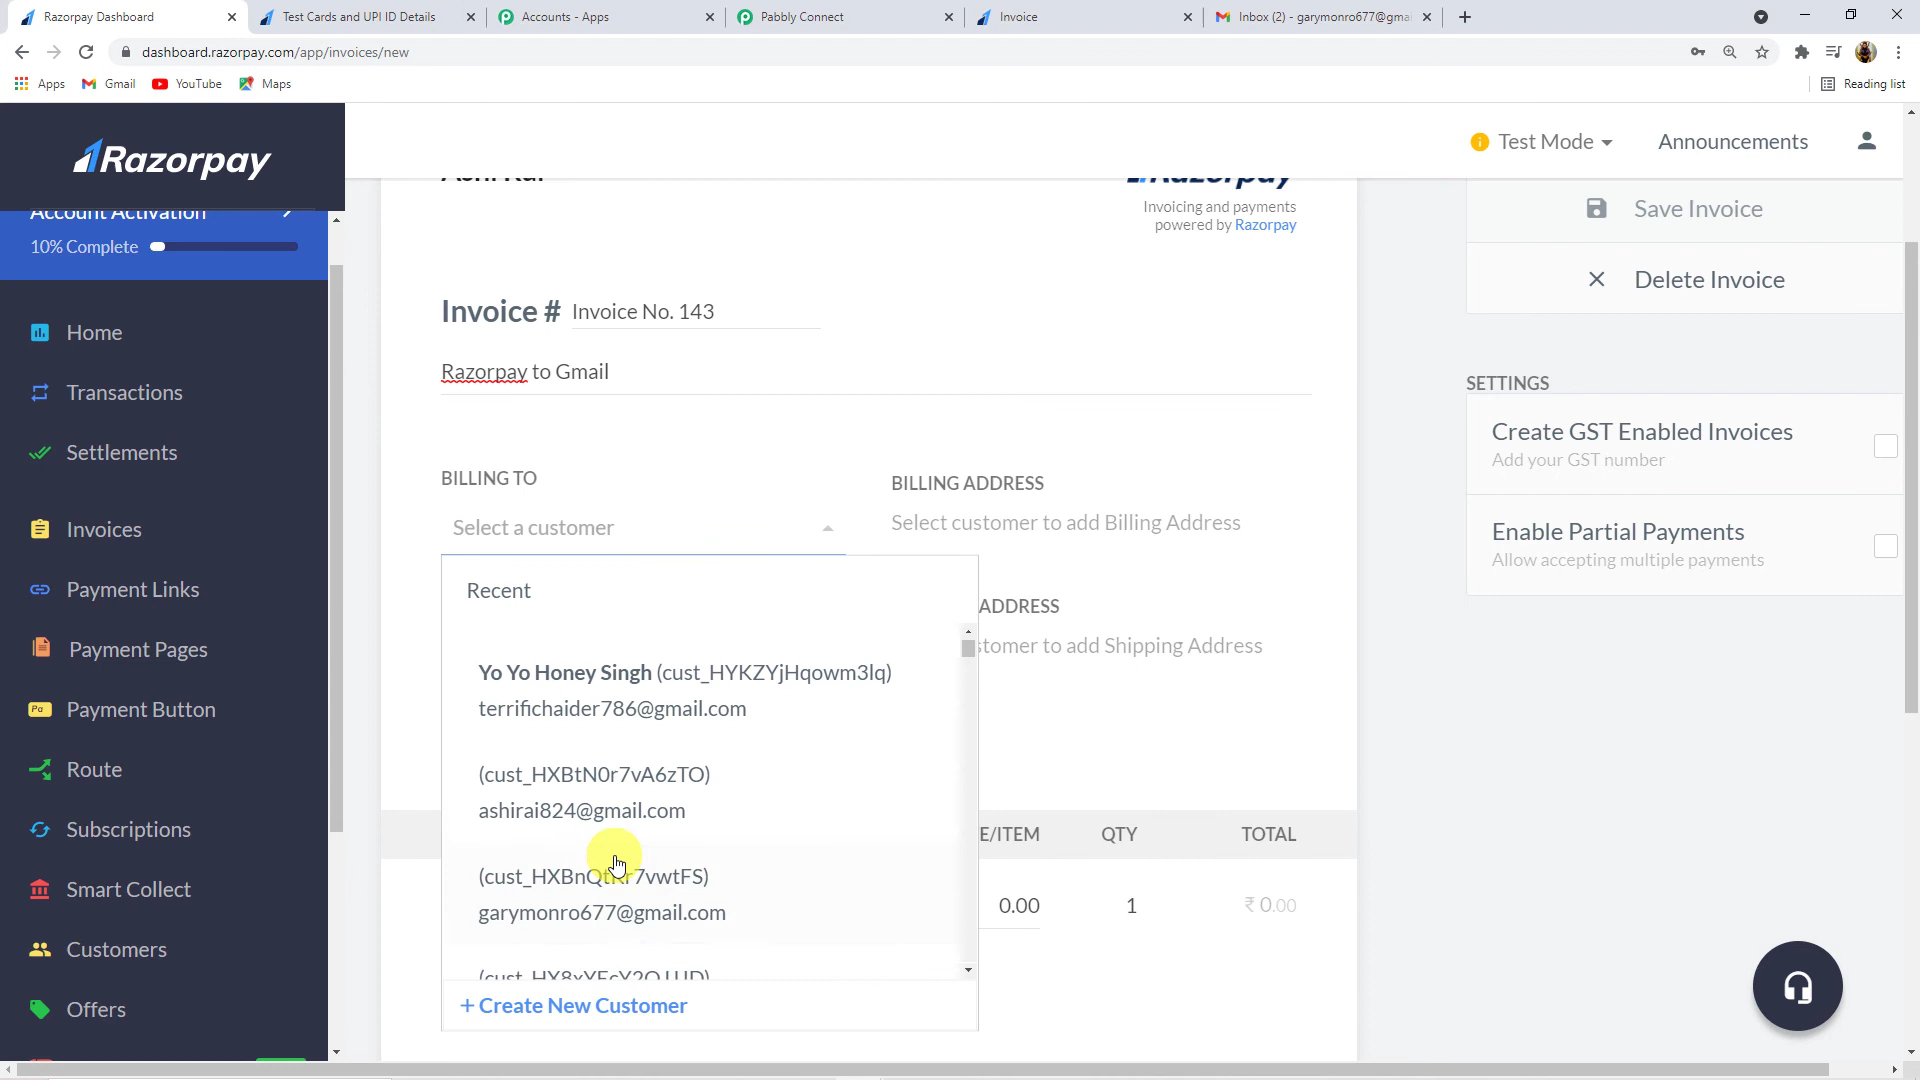 Razorpay Dashboard
Test Cards and UPI ID Details
Accounts - Apps
Pabbly Connect
Invoice
Inbox (2) - garymonro677@gmai
dashboard.razorpay.com/app/invoices/new
Apps
Gmail
YouTube
Maps
Reading list
Razorpay
Test Mode
Announcements
Account Activation
10% Complete
Home
Transactions
Settlements
Invoices
Payment Links
Payment Pages
Payment Button
Route
Subscriptions
Smart Collect
Customers
Offers
Razorpay
Invoicing and payments
powered by Razorpay
Invoice # Invoice No. 143
Razorpay to Gmail
BILLING TO
Select a customer
BILLING ADDRESS
Select customer to add Billing Address
Recent
Yo Yo Honey Singh (cust_HYKZYjHqowm3lq)
terrifichaider786@gmail.com
(cust_HXBtN0r7vA6zTO)
ashirai824@gmail.com
garymonro677@gmail.com
+ Create New Customer
ADDRESS
stomer to add Shipping Address
E/ITEM
QTY
TOTAL
0.00
1
₹ 0.00
Save Invoice
Delete Invoice
SETTINGS
Create GST Enabled Invoices
Add your GST number
Enable Partial Payments
Allow accepting multiple payments